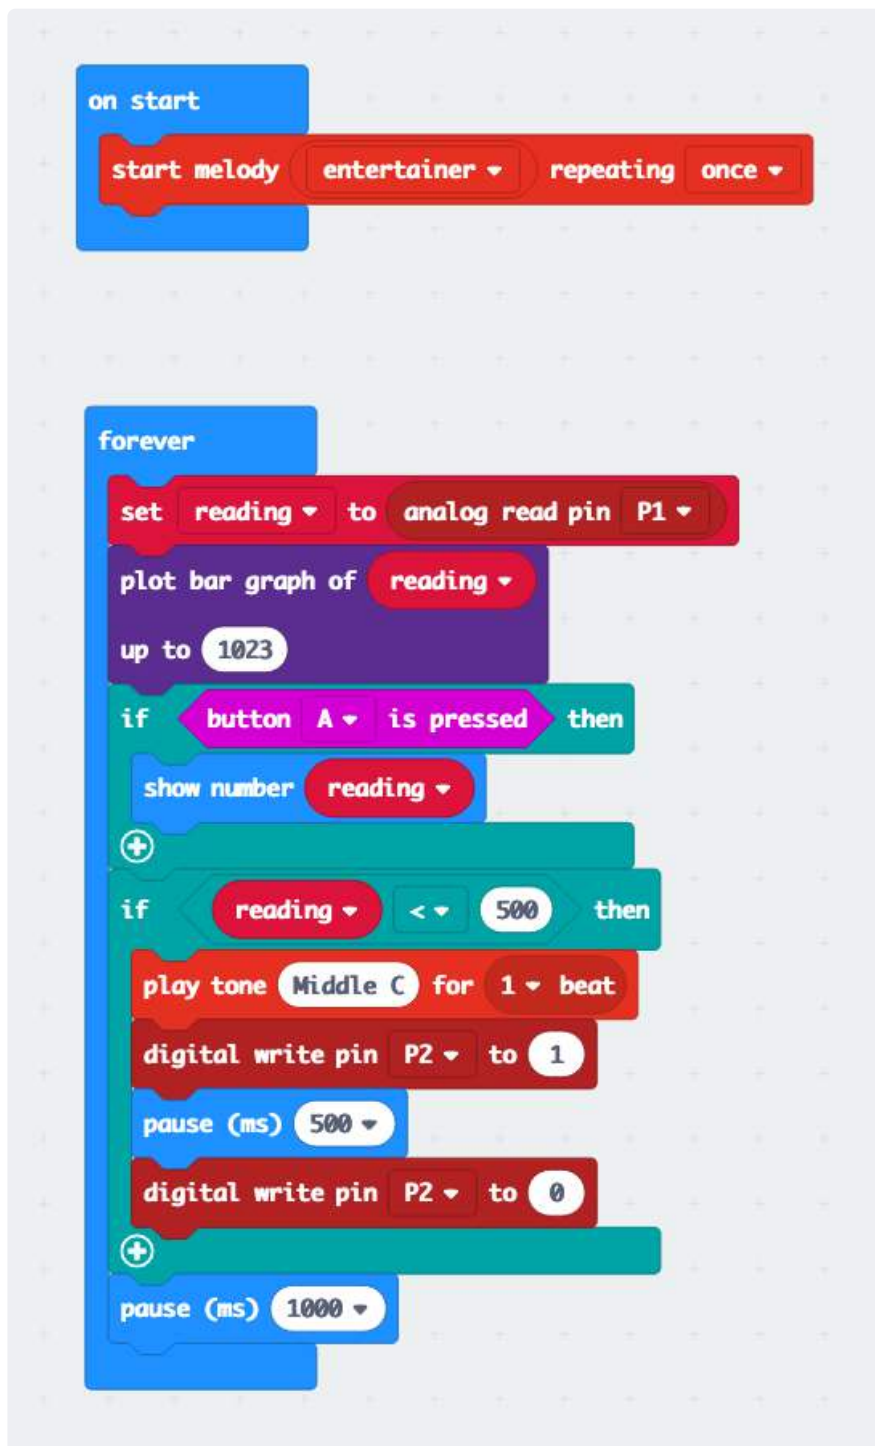 on start
start melody entertainer repeating once
forever
set reading to analog read pin P1
plot bar graph of reading
up to 1023
if button A is pressed then
show number reading
if reading < 500 then
play tone Middle C for 1 beat
digital write pin P2 to 1
pause (ms) 500
digital write pin P2 to 0
pause (ms) 1000